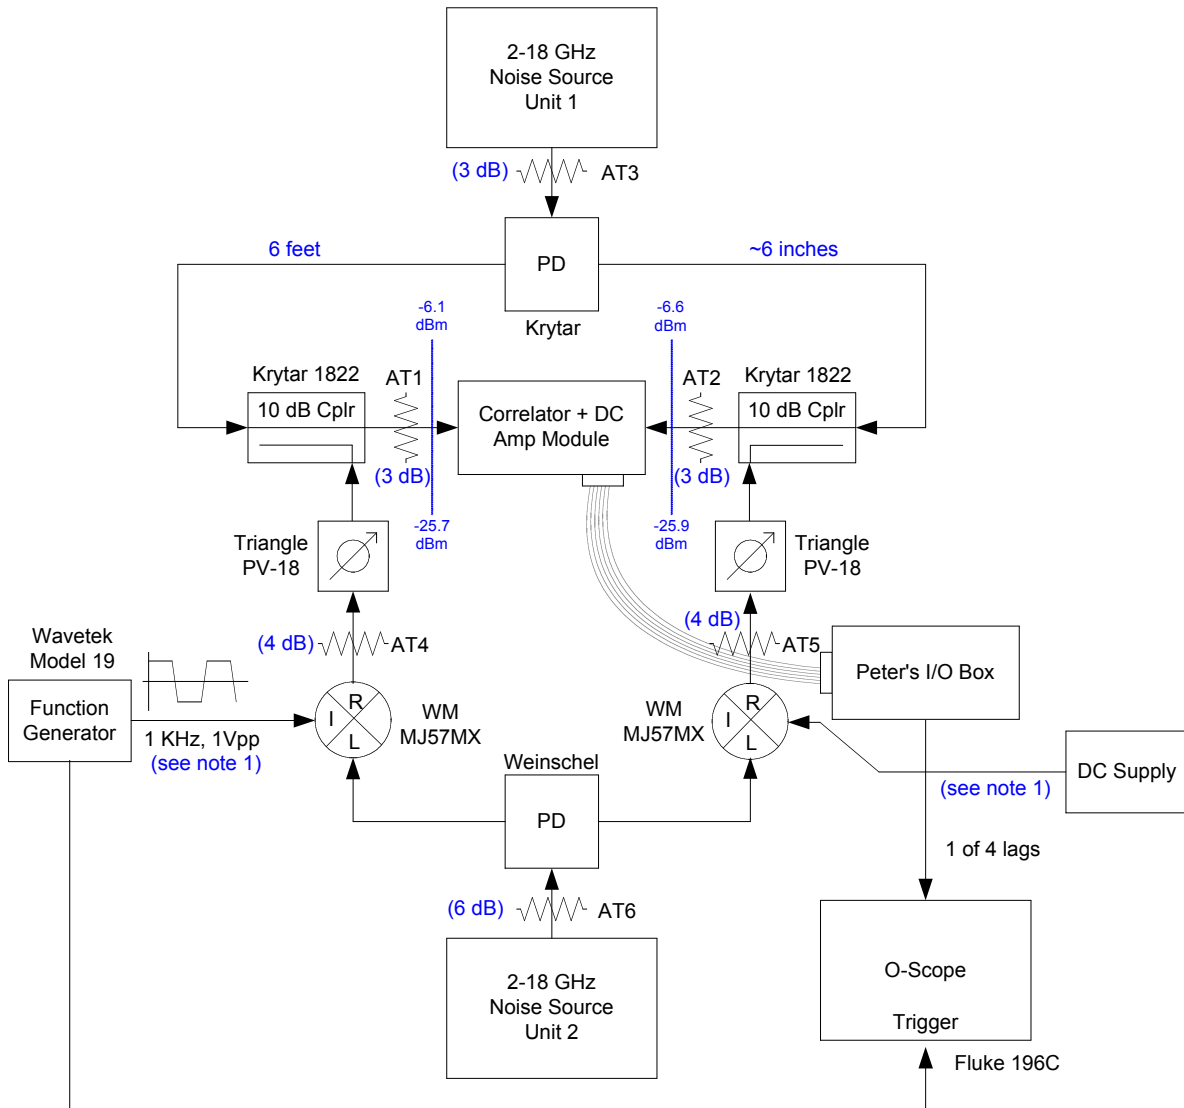 2-18 GHz
Noise Source
Unit 1
(3 dB)
AT3
6 feet
PD
~6 inches
Krytar
-6.1
dBm
-6.6
dBm
Krytar 1822
AT1
AT2
Krytar 1822
10 dB Cplr
Correlator + DC
Amp Module
10 dB Cplr
(3 dB)
(3 dB)
-25.7
dBm
-25.9
dBm
Triangle
PV-18
Triangle
PV-18
(4 dB)
AT4
(4 dB)
AT5
Wavetek
Model 19
Peter's I/O Box
Function
Generator
I
R
L
WM
MJ57MX
WM
MJ57MX
I
R
L
1 KHz, 1Vpp
(see note 1)
Weinschel
DC Supply
(see note 1)
PD
1 of 4 lags
(6 dB)
AT6
2-18 GHz
Noise Source
Unit 2
O-Scope
Trigger
Fluke 196C